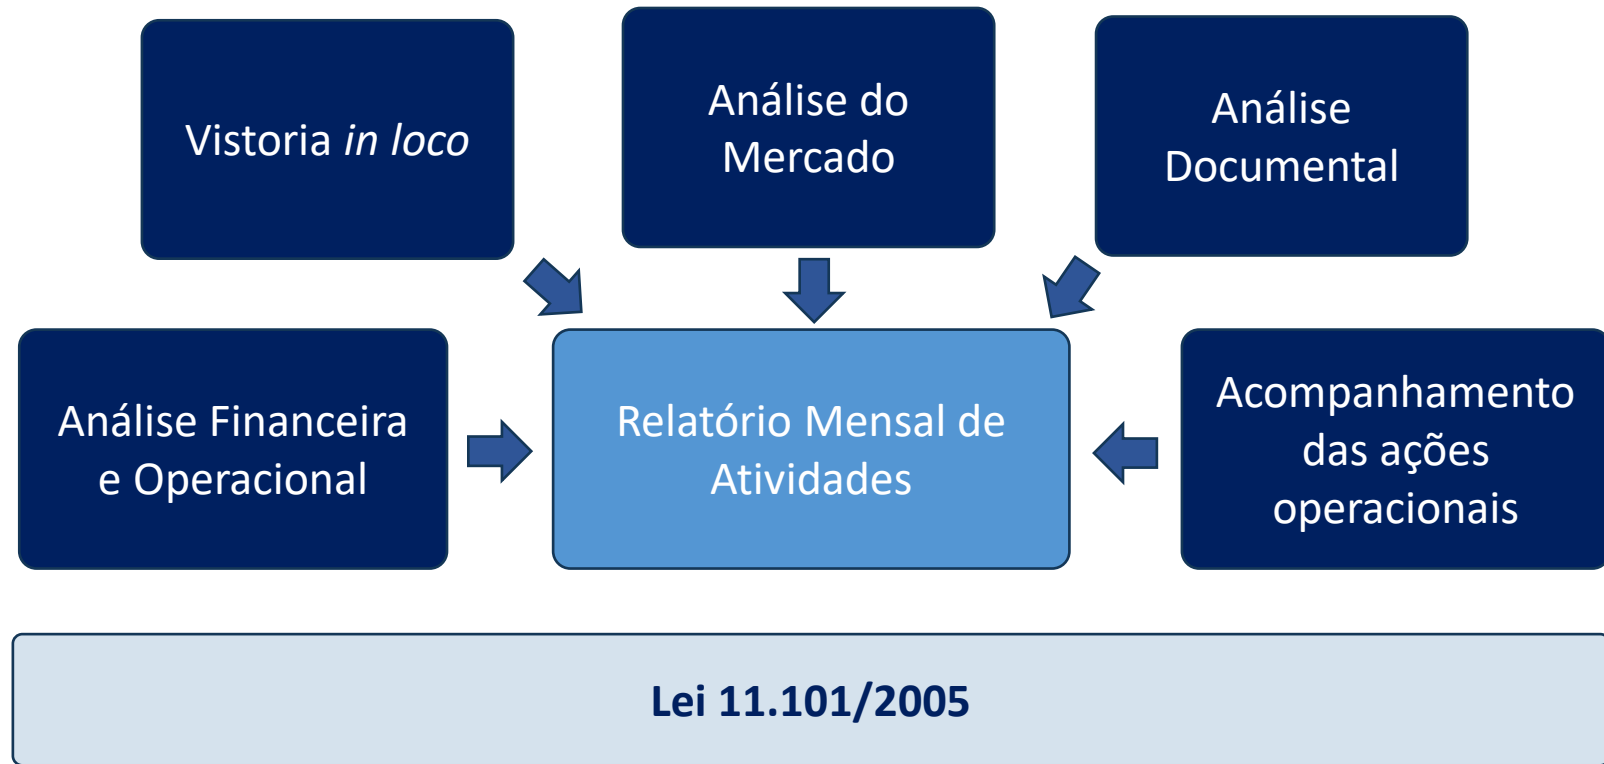 Vistoria in loco
Análise do
Mercado
Análise
Documental
Análise Financeira
e Operacional
Relatório Mensal de
Atividades
Acompanhamento
das ações
operacionais
Lei 11.101/2005